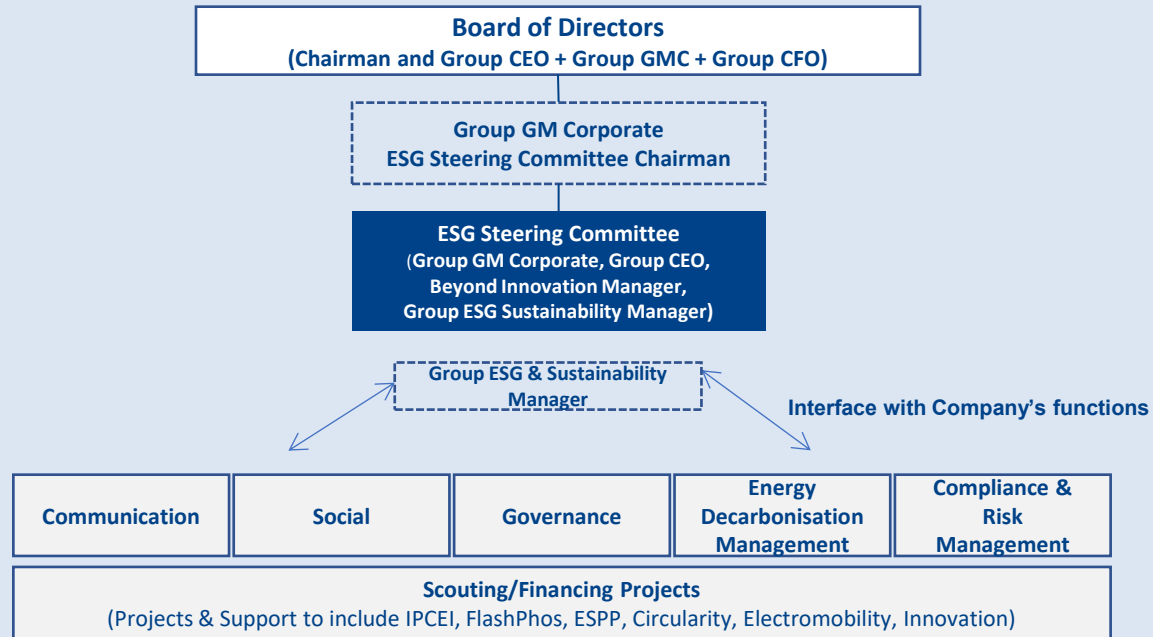 Board of Directors
(Chairman and Group CEO + Group GMC + Group CFO)
Group GM Corporate
ESG Steering Committee Chairman
ESG Steering Committee
(Group GM Corporate, Group CEO,
Beyond Innovation Manager,
Group ESG Sustainability Manager)
Group ESG & Sustainability
Manager
Interface with Company's functions
Communication
Social
Governance
Energy
Decarbonisation
Management
Compliance &
Risk
Management
Scouting/Financing Projects
(Projects & Support to include IPCEI, FlashPhos, ESPP, Circularity, Electromobility, Innovation)